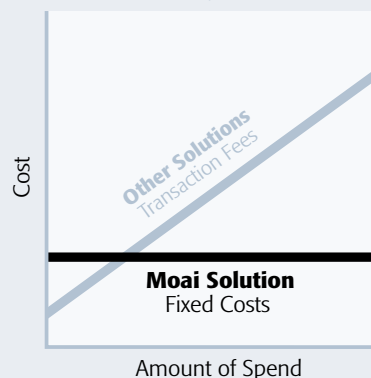 Cost
Other Solutions
Transaction Fees
Moai Solution
Fixed Costs
Amount of Spend